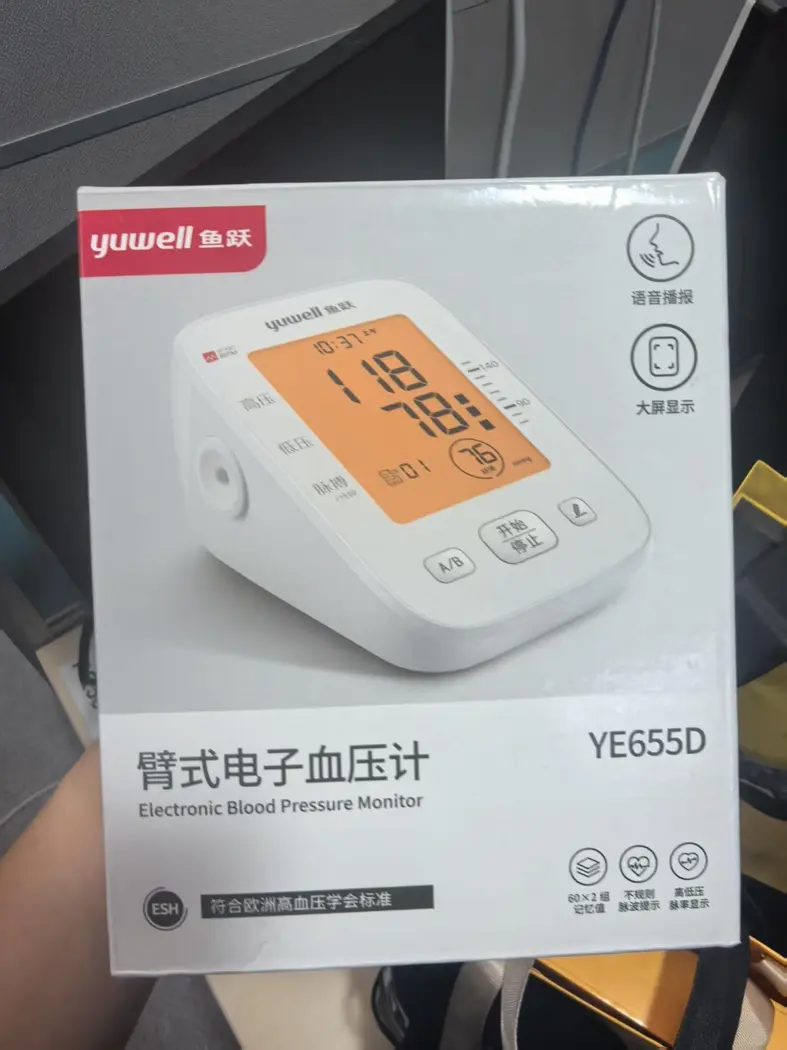 yuwell 鱼跃
语音播报
大屏显示
yuwell 鱼跃
10:37
118
78
140
90
高压
低压
脉搏
01
76
mmHg
A/B
开始
停止
臂式电子血压计
Electronic Blood Pressure Monitor
YE655D
ESH
符合欧洲高血压学会标准
60×2 组
记忆值
不规则
脉波提示
高低压
脉率显示